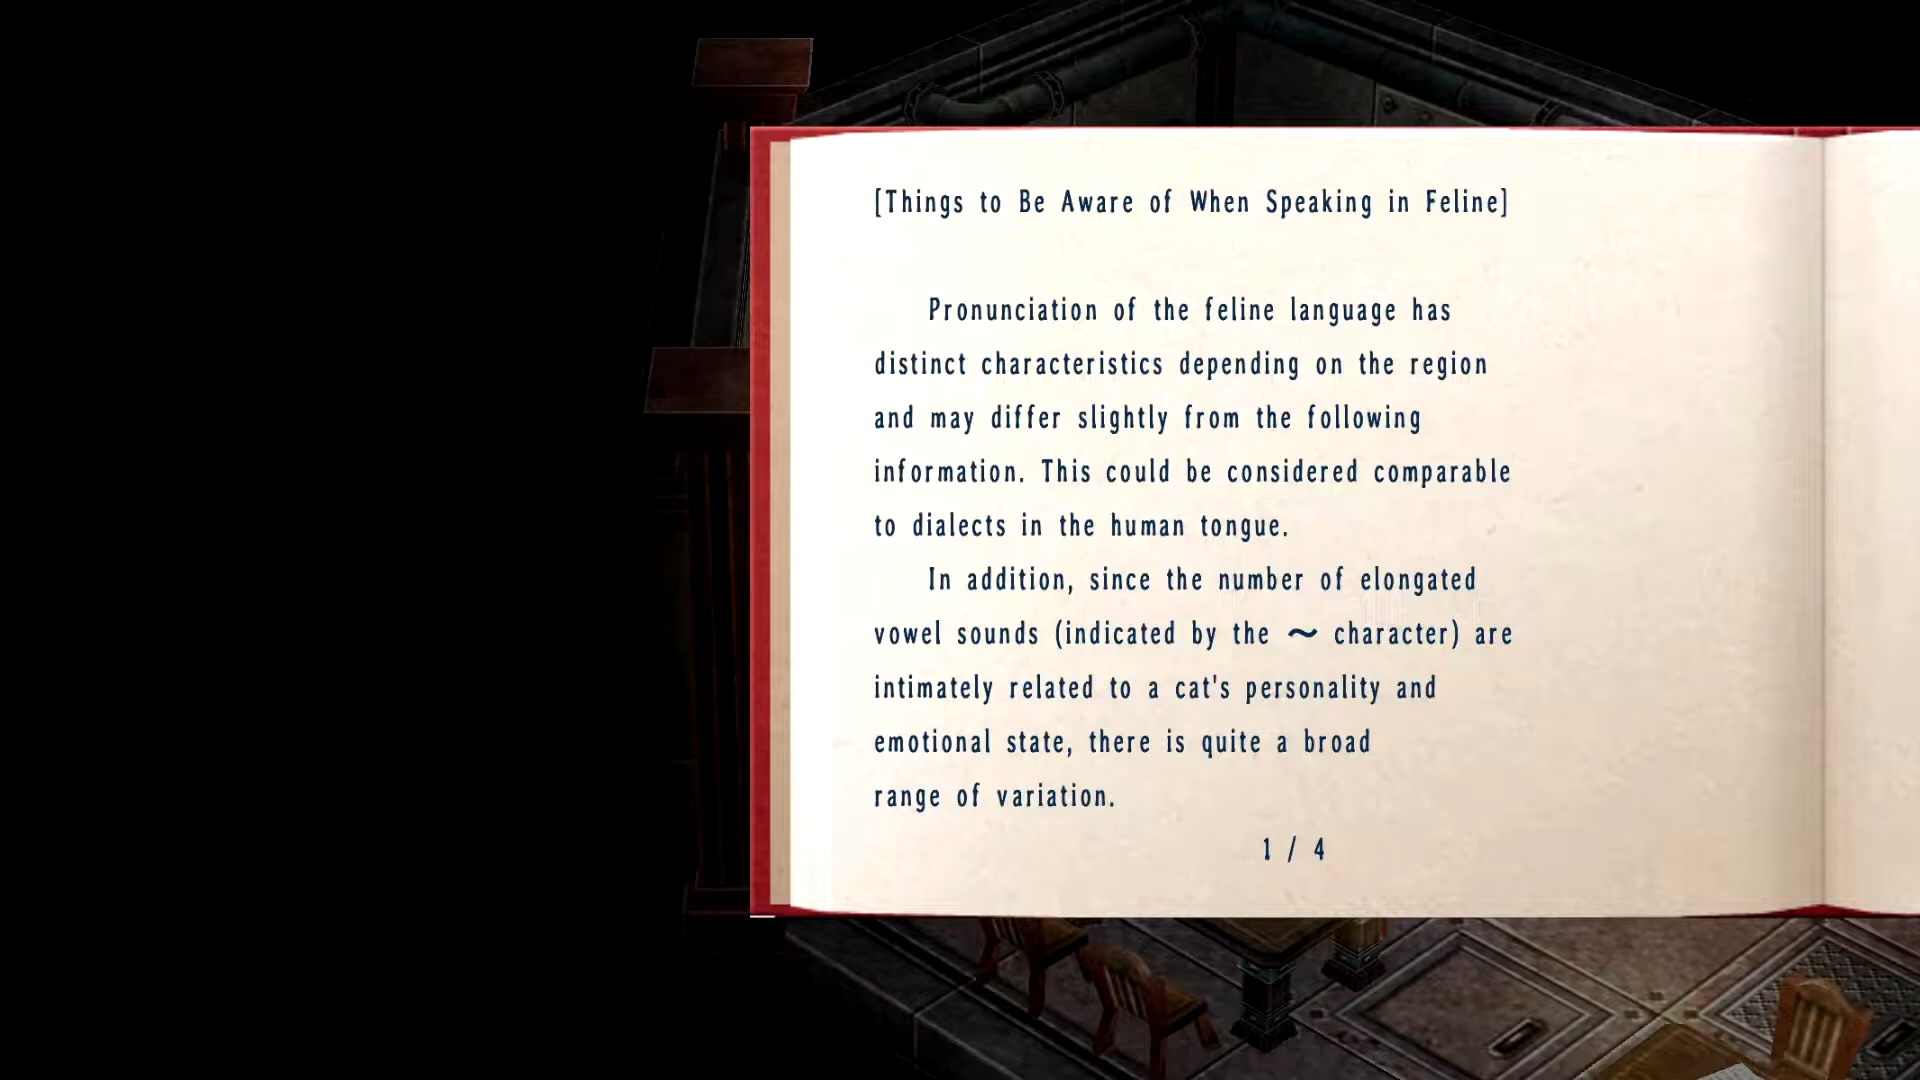 [Things to Be Aware of When Speaking in Feline]
Pronunciation of the feline language has
distinct characteristics depending on the region
and may differ slightly from the following
information. This could be considered comparable
to dialects in the human tongue.
In addition, since the number of elongated
vowel sounds (indicated by the ～ character) are
intimately related to a cat's personality and
emotional state, there is quite a broad
range of variation.
1 / 4